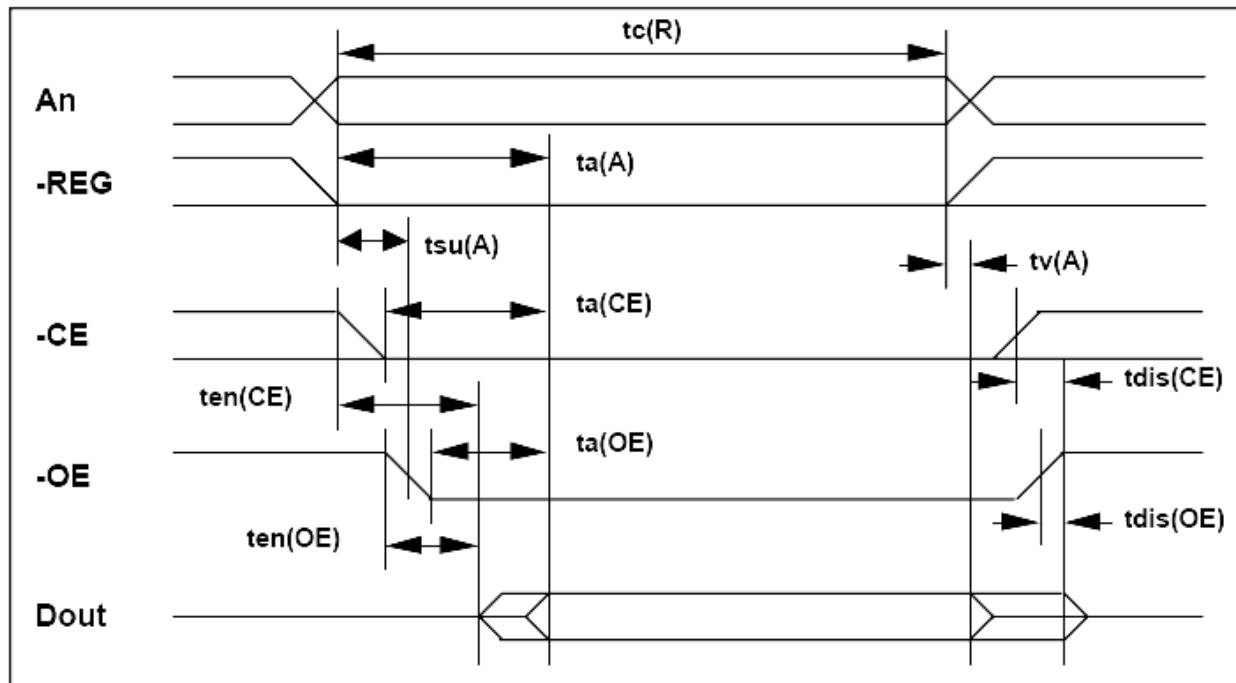 tc(R)
An
ta(A)
-REG
tsu(A)
tv(A)
ta(CE)
-CE
ten(CE)
tdis(CE)
ta(OE)
-OE
ten(OE)
tdis(OE)
Dout